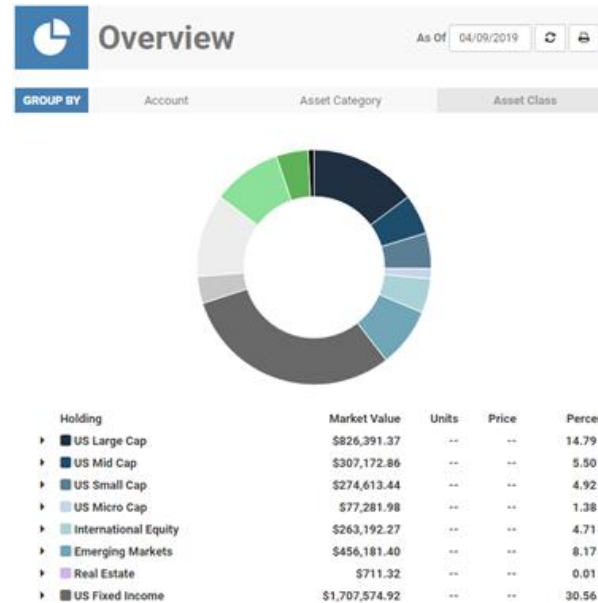 Overview
As Of 04/09/2019
GROUP BY Account Asset Category Asset Class
Holding Market Value Units Price Perce
US Large Cap $826,391.37 -- -- 14.79
US Mid Cap $307,172.86 -- -- 5.50
US Small Cap $274,613.44 -- -- 4.92
US Micro Cap $77,281.98 -- -- 1.38
International Equity $263,192.27 -- -- 4.71
Emerging Markets $456,181.40 -- -- 8.17
Real Estate $711.32 -- -- 0.01
US Fixed Income $1,707,574.92 -- -- 30.56